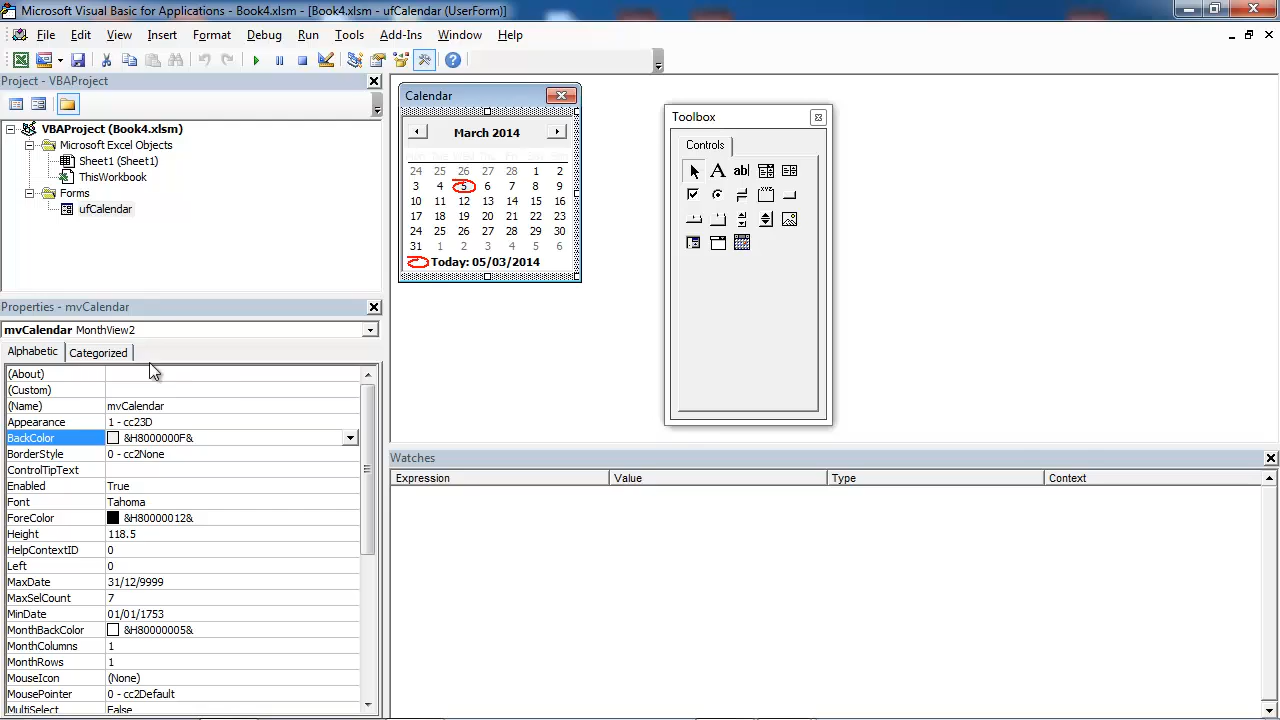 Microsoft Visual Basic for Applications - Book4.xlsm - [Book4.xlsm - ufCalendar (UserForm)]
File Edit View Insert Format Debug Run Tools Add-Ins Window Help
Project - VBAProject
VBAProject (Book4.xlsm)
Microsoft Excel Objects
Sheet1 (Sheet1)
ThisWorkbook
Forms
ufCalendar
Properties - mvCalendar
mvCalendar MonthView2
Alphabetic Categorized
(About)
(Custom)
(Name) mvCalendar
Appearance 1 - cc23D
BackColor &H8000000F&
BorderStyle 0 - cc2None
ControlTipText
Enabled True
Font Tahoma
ForeColor &H80000012&
Height 118.5
HelpContextID 0
Left 0
MaxDate 31/12/9999
MaxSelCount 7
MinDate 01/01/1753
MonthBackColor &H80000005&
MonthColumns 1
MonthRows 1
MouseIcon (None)
MousePointer 0 - cc2Default
MultiSelect False
Calendar
March 2014
24 25 26 27 28 1 2
3 4 5 6 7 8 9
10 11 12 13 14 15 16
17 18 19 20 21 22 23
24 25 26 27 28 29 30
31 1 2 3 4 5 6
Today: 05/03/2014
Toolbox
Controls
A ab|
Watches
Expression Value Type Context